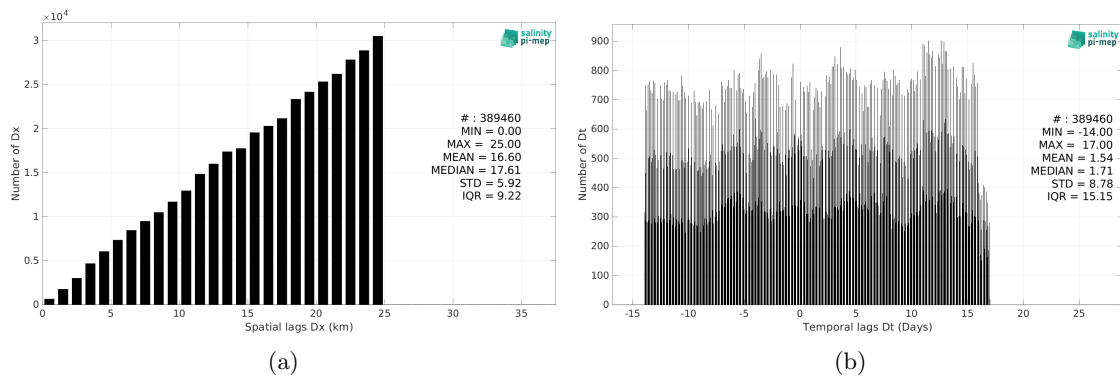 ×10⁴
3
2.5
2
1.5
1
0.5
0
Number of Dx
0 5 10 15 20 25 30 35
Spatial lags Dx (km)
salinity
pi-mep
# : 389460
MIN = 0.00
MAX = 25.00
MEAN = 16.60
MEDIAN = 17.61
STD = 5.92
IQR = 9.22
(a)
900
800
700
600
500
400
300
200
100
0
Number of Dt
-15 -10 -5 0 5 10 15 20 25
Temporal lags Dt (Days)
salinity
pi-mep
# : 389460
MIN = -14.00
MAX = 17.00
MEAN = 1.54
MEDIAN = 1.71
STD = 8.78
IQR = 15.15
(b)